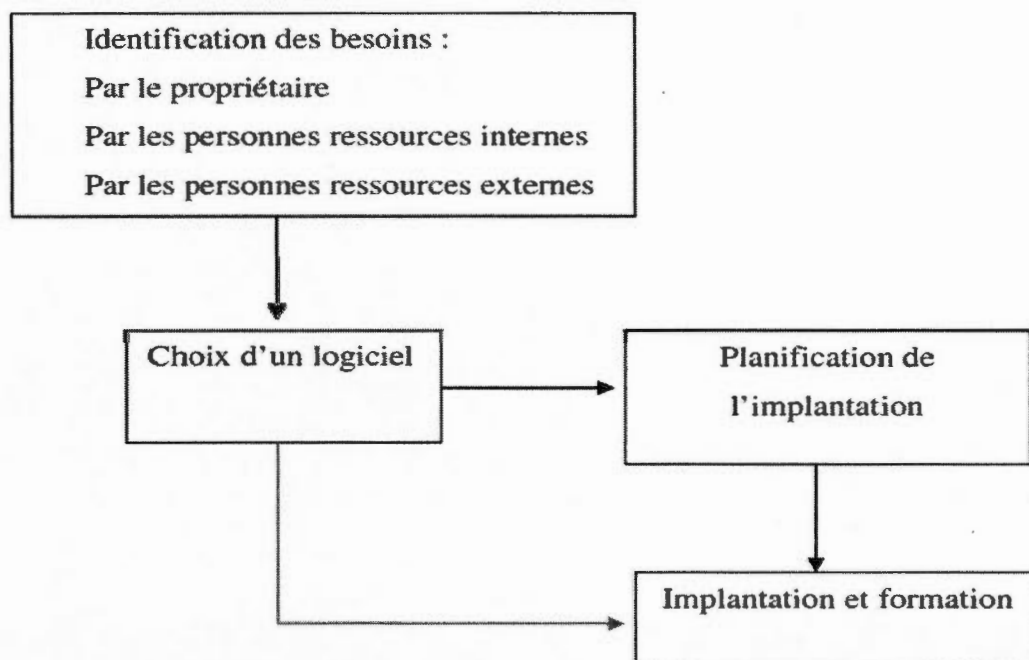 Identification des besoins :
Par le propriétaire
Par les personnes ressources internes
Par les personnes ressources externes
Choix d'un logiciel
Planification de
l'implantation
Implantation et formation